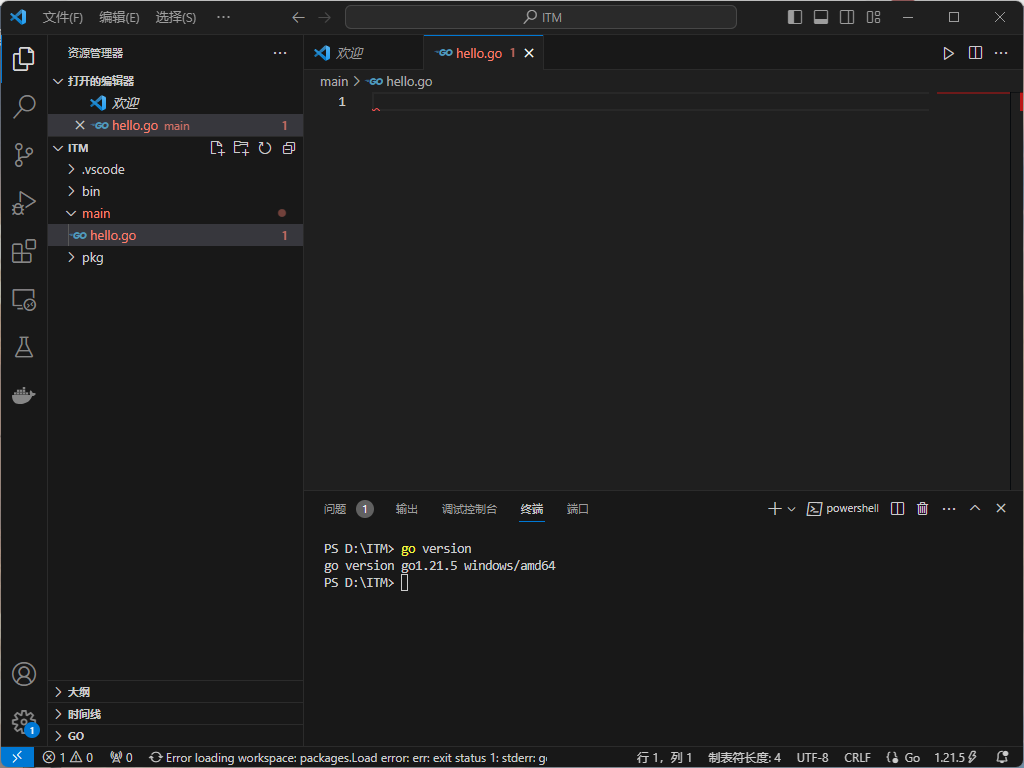 文件(F) 编辑(E) 选择(S) ··· ITM
资源管理器 ···
打开的编辑器
欢迎
hello.go main 1
ITM
.vscode
bin
main
hello.go 1
pkg
大纲
时间线
GO
欢迎 hello.go 1
main > hello.go
1
问题 1 输出 调试控制台 终端 端口 powershell
PS D:\ITM> go version
go version go1.21.5 windows/amd64
PS D:\ITM>
1
1 0 0 Error loading workspace: packages.Load error: err: exit status 1: stderr: go 行 1，列 1 制表符长度: 4 UTF-8 CRLF Go 1.21.5